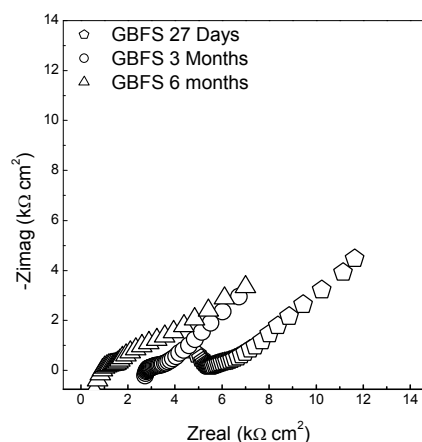 14
12
10
8
6
4
2
0
-Zimag (kΩ cm²)
GBFS 27 Days
GBFS 3 Months
GBFS 6 months
0 2 4 6 8 10 12 14
Zreal (kΩ cm²)